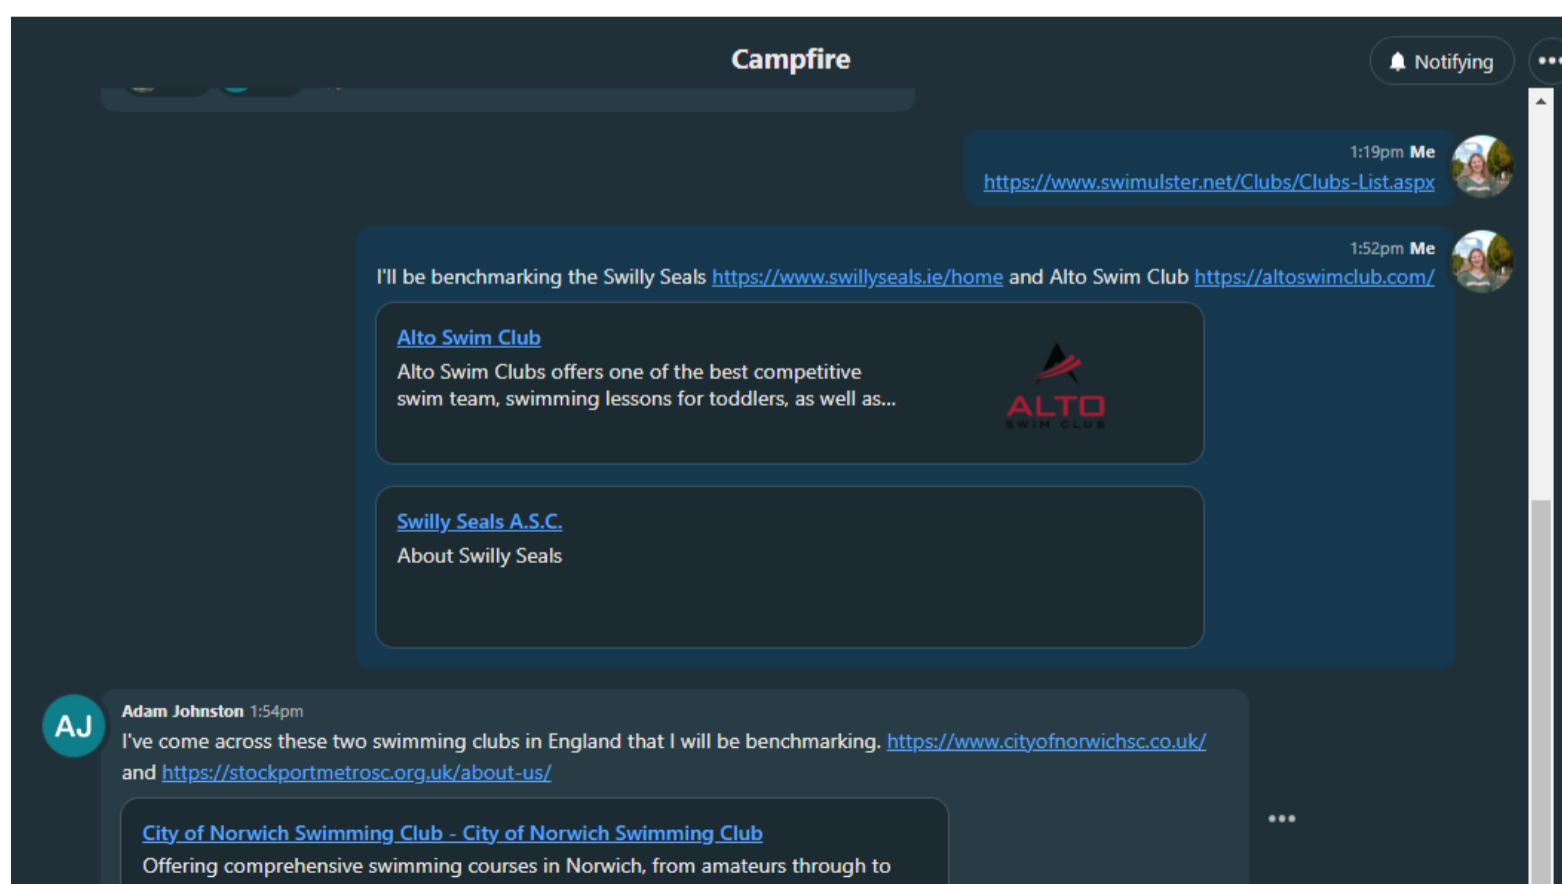 Campfire
Notifying
1:19pm Me
https://www.swimulster.net/Clubs/Clubs-List.aspx
1:52pm Me
I'll be benchmarking the Swilly Seals https://www.swillyseals.ie/home and Alto Swim Club https://altoswimclub.com/
Alto Swim Club
Alto Swim Clubs offers one of the best competitive
swim team, swimming lessons for toddlers, as well as...
ALTO
SWIM CLUB
Swilly Seals A.S.C.
About Swilly Seals
AJ
Adam Johnston 1:54pm
I've come across these two swimming clubs in England that I will be benchmarking. https://www.cityofnorwichsc.co.uk/
and https://stockportmetrosc.org.uk/about-us/
City of Norwich Swimming Club - City of Norwich Swimming Club
Offering comprehensive swimming courses in Norwich, from amateurs through to